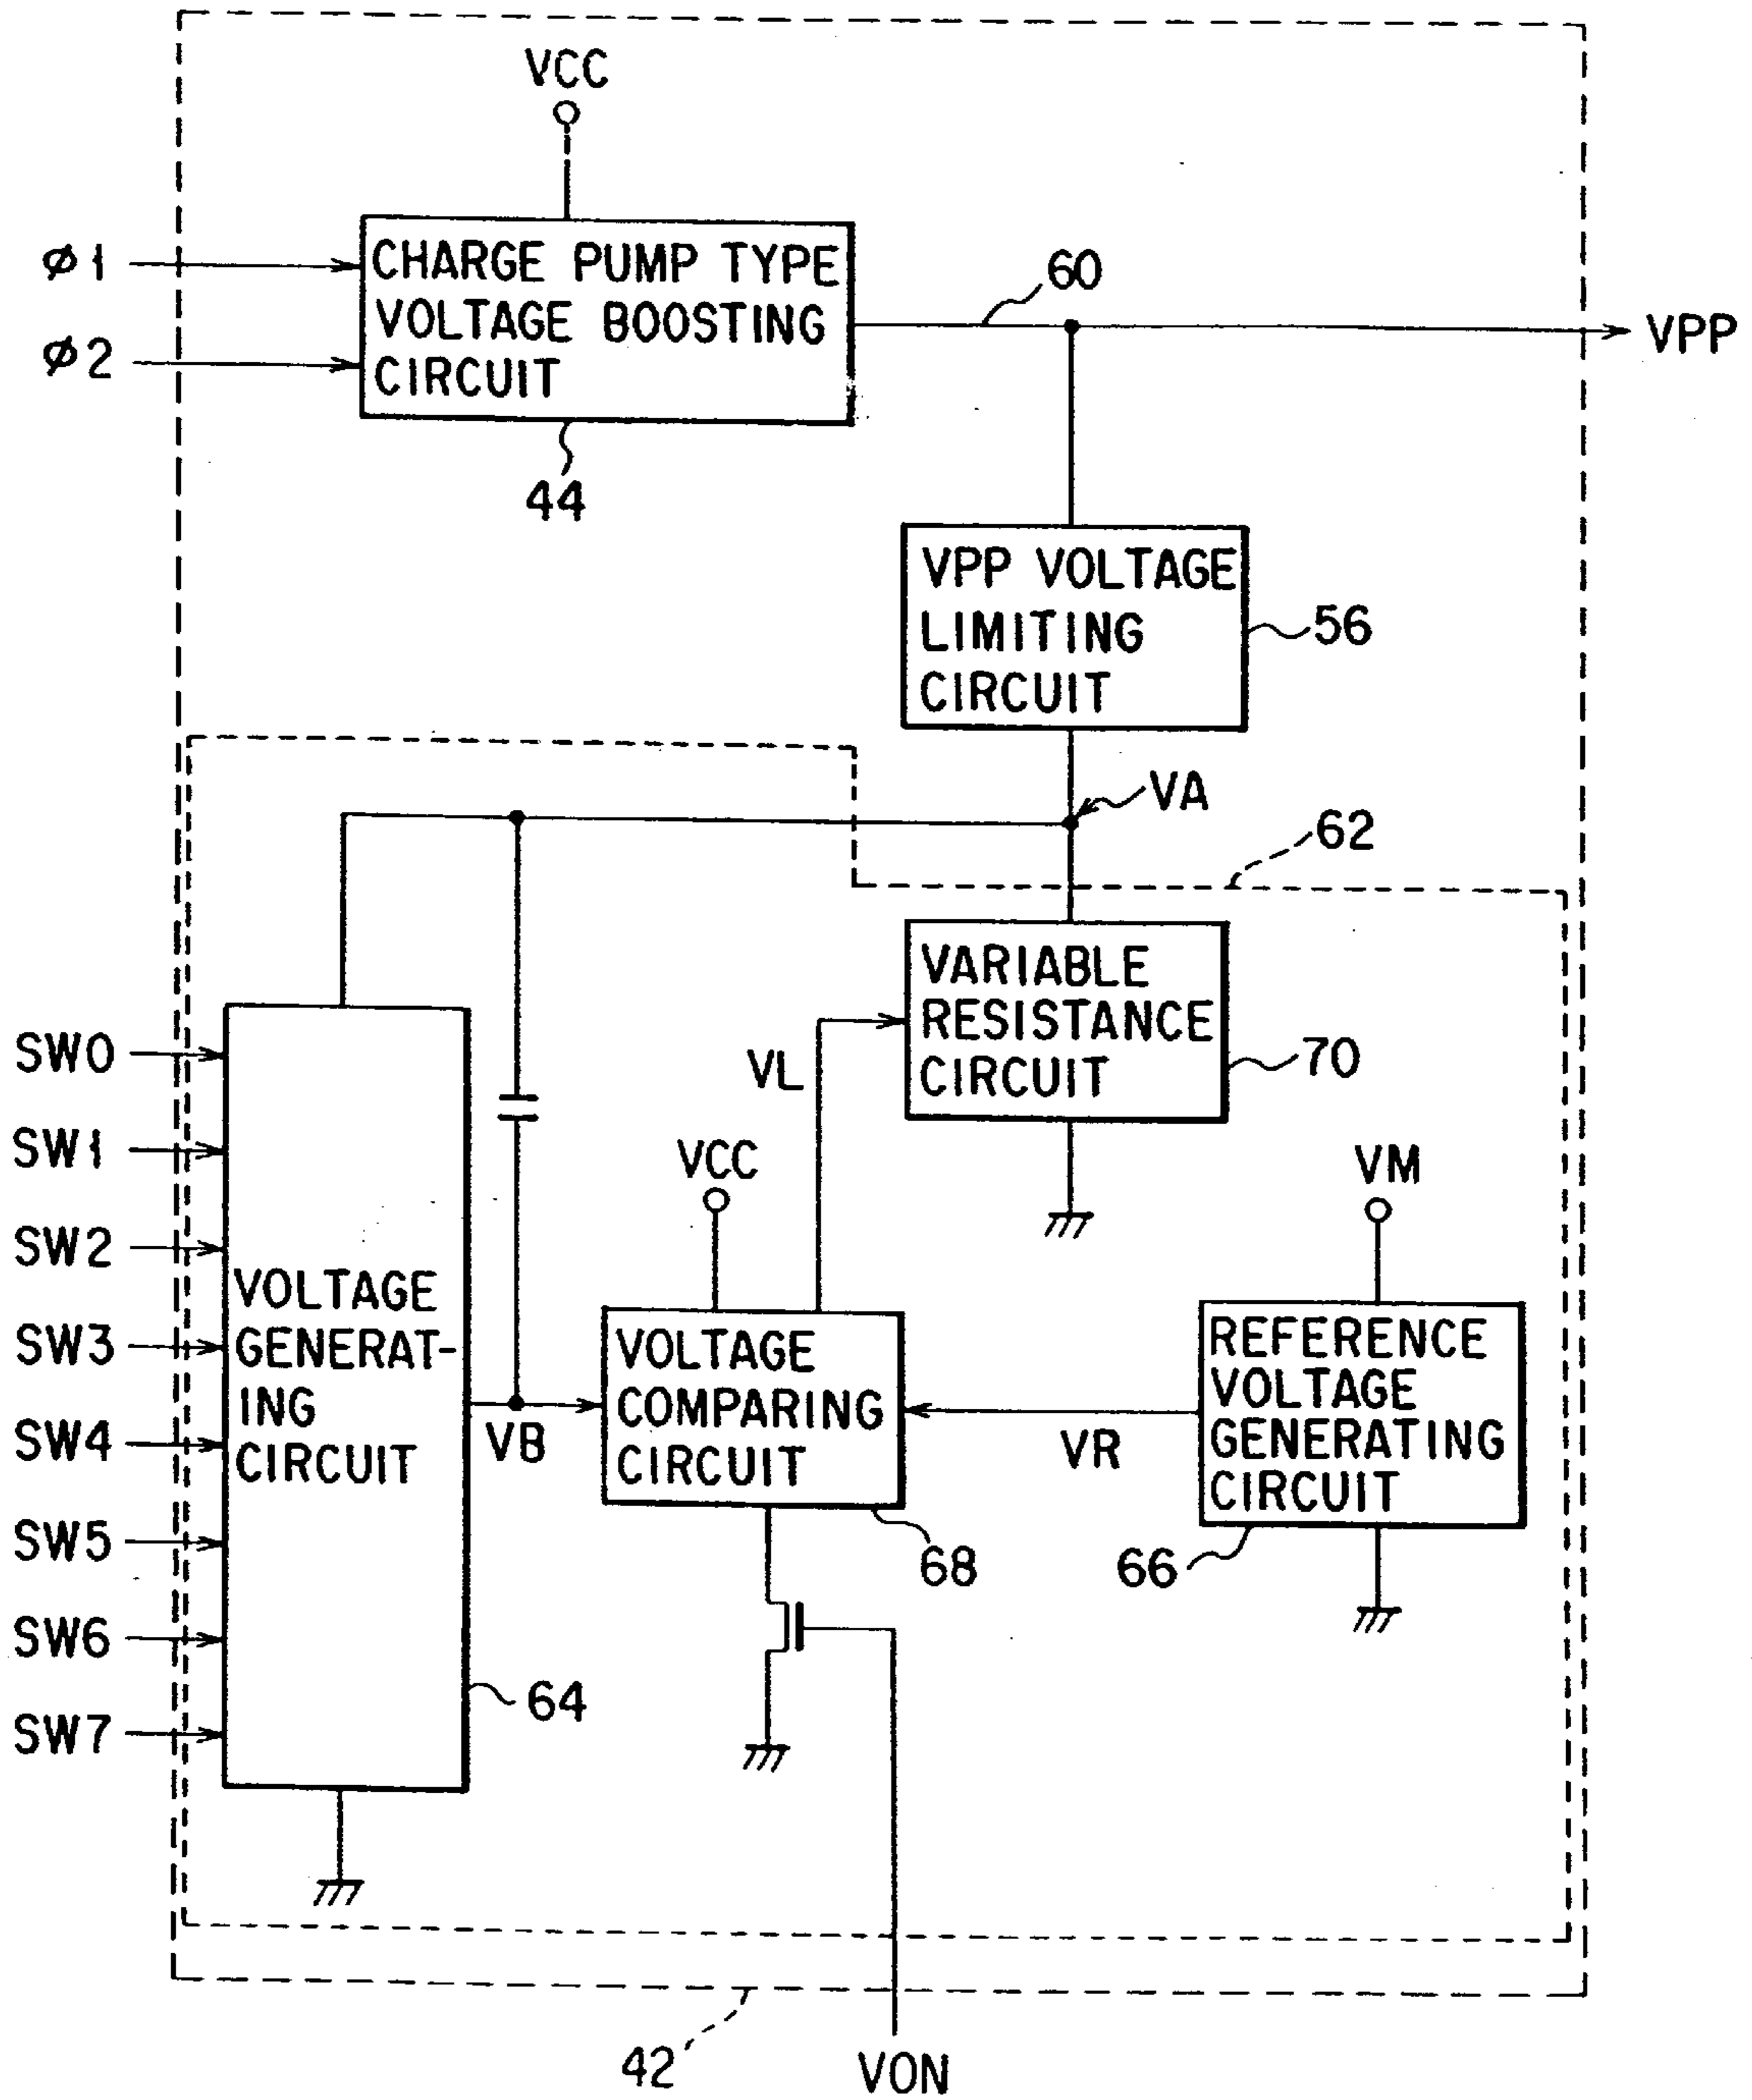 VCC
ø1
CHARGE PUMP TYPE
VOLTAGE BOOSTING
CIRCUIT
60
ø2
VPP
44
VPP VOLTAGE
LIMITING
CIRCUIT
56
VA
62
VARIABLE
RESISTANCE
CIRCUIT
70
VL
SW0
SW1
SW2
SW3
SW4
SW5
SW6
SW7
VOLTAGE
GENERAT-
ING
CIRCUIT
64
VCC
VM
VB
VOLTAGE
COMPARING
CIRCUIT
68
VR
REFERENCE
VOLTAGE
GENERATING
CIRCUIT
66
42'
VON